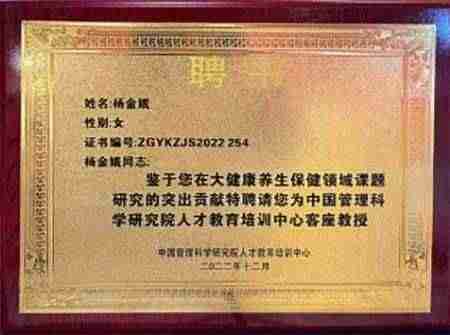 聘书
姓名:杨金娥
性别:女
证书编号:ZGYKZJS2022 254
杨金娥同志:
鉴于您在大健康养生保健领域课题
研究的突出贡献特聘请您为中国管理科
学研究院人才教育培训中心客座教授
中国管理科学研究院人才教育培训中心
二〇二二年十二月